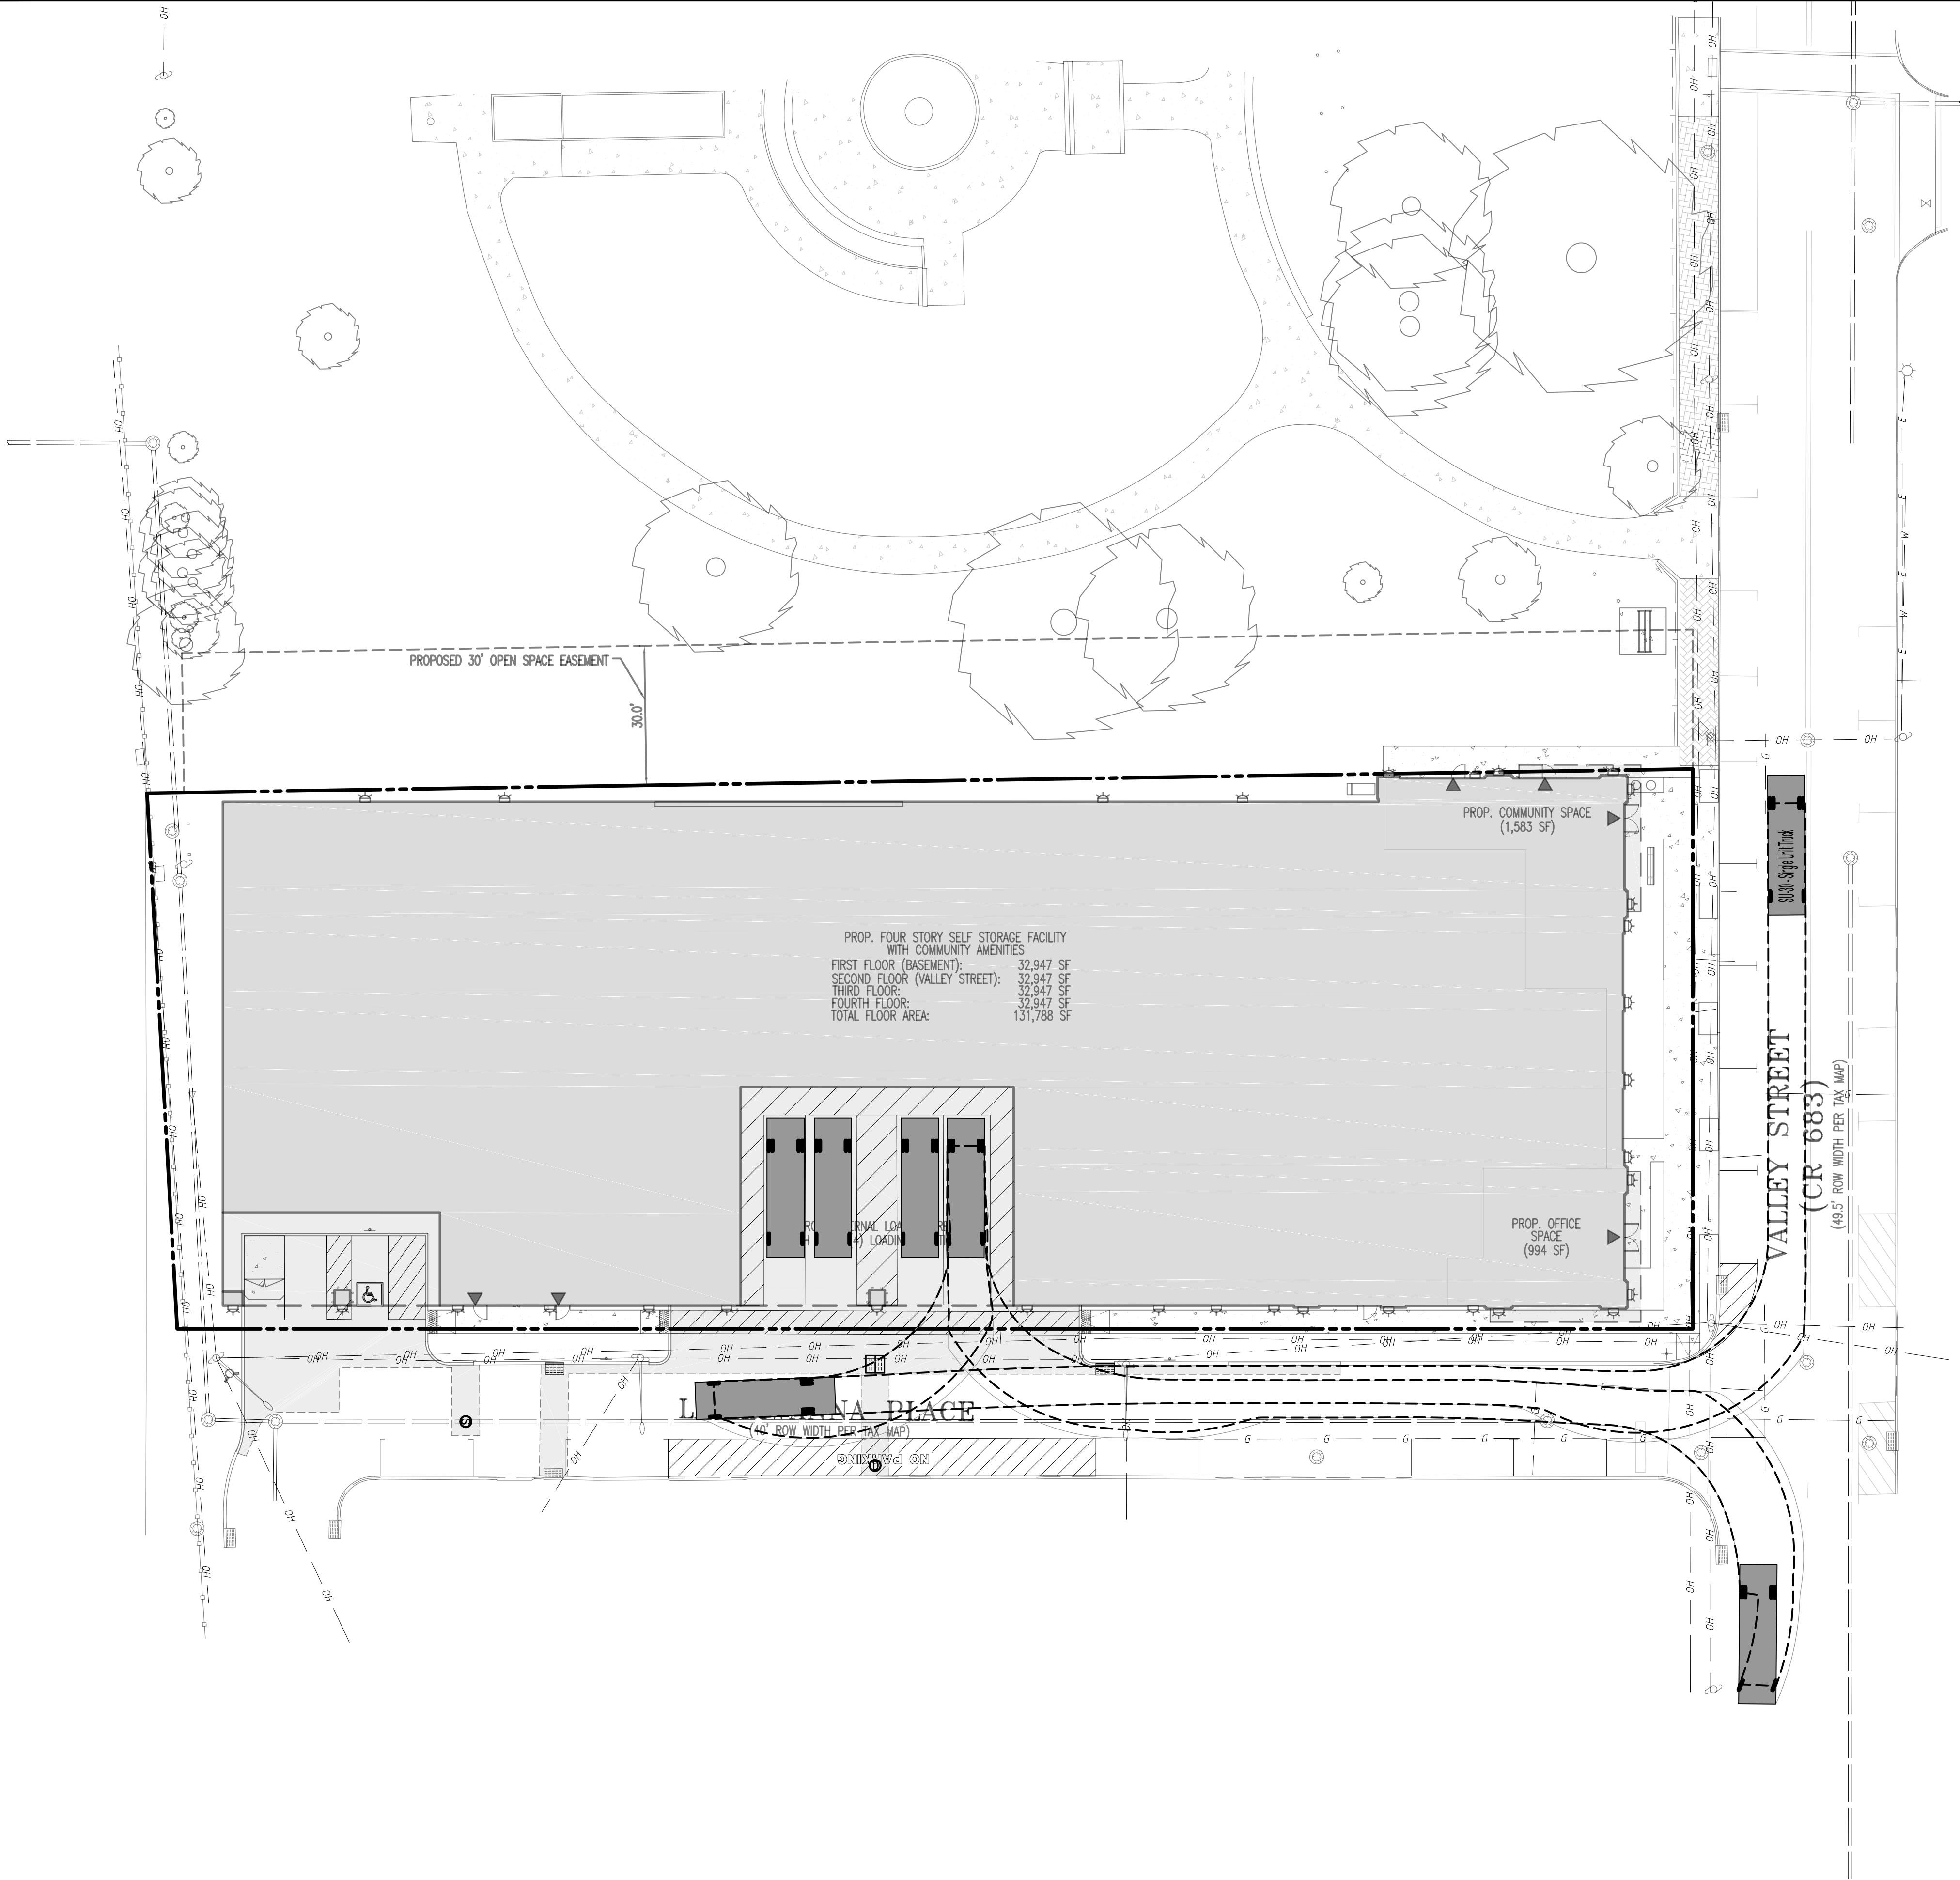 PROPOSED 30' OPEN SPACE EASEMENT
30.0'
PROP. COMMUNITY SPACE
(1,583 SF)
SU-30 - Single Unit Truck
PROP. FOUR STORY SELF STORAGE FACILITY
WITH COMMUNITY AMENITIES
FIRST FLOOR (BASEMENT): 32,947 SF
SECOND FLOOR (VALLEY STREET): 32,947 SF
THIRD FLOOR: 32,947 SF
FOURTH FLOOR: 32,947 SF
TOTAL FLOOR AREA: 131,788 SF
VALLEY STREET
(CR 683)
(49.5' ROW WIDTH PER TAX MAP)
PROP. OFFICE
SPACE
(994 SF)
PLACE
(40' ROW WIDTH PER TAX MAP)
NO PARKING
OH
G
E
W